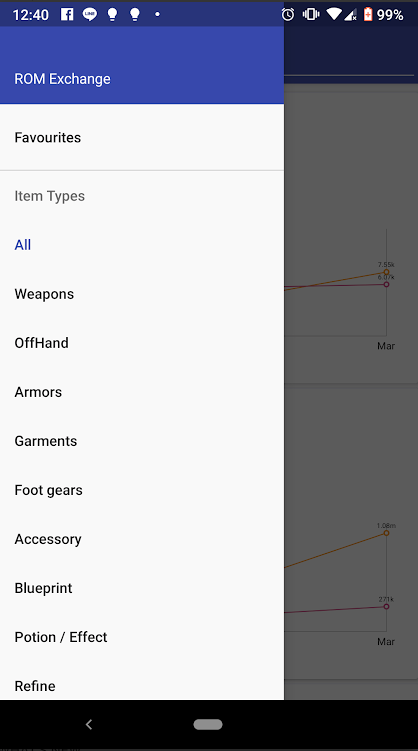 12:40
LINE
99%
ROM Exchange
Favourites
Item Types
All
Weapons
OffHand
Armors
Garments
Foot gears
Accessory
Blueprint
Potion / Effect
Refine
7.55k
6.07k
Mar
1.08m
271k
Mar